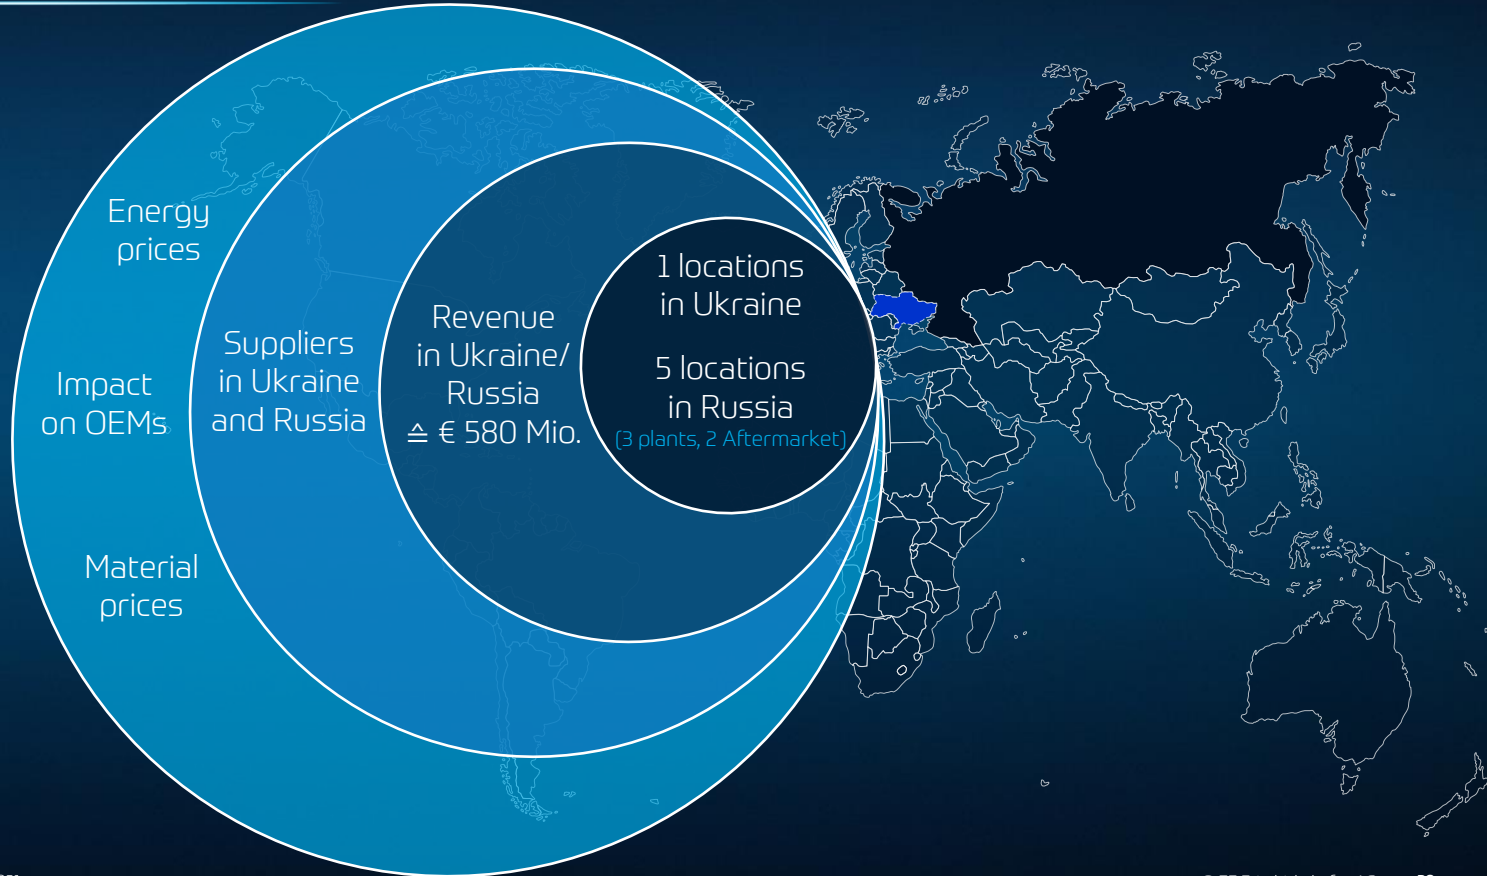 Energy
prices
Impact
on OEMs
Material
prices
Suppliers
in Ukraine
and Russia
Revenue
in Ukraine/
Russia
≙ € 580 Mio.
1 locations
in Ukraine
5 locations
in Russia
(3 plants, 2 Aftermarket)